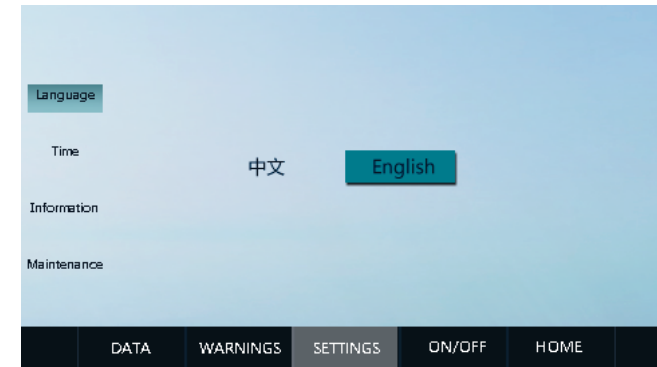 Language
Time
中文 English
Information
Maintenance
DATA WARNINGS SETTINGS ON/OFF HOME